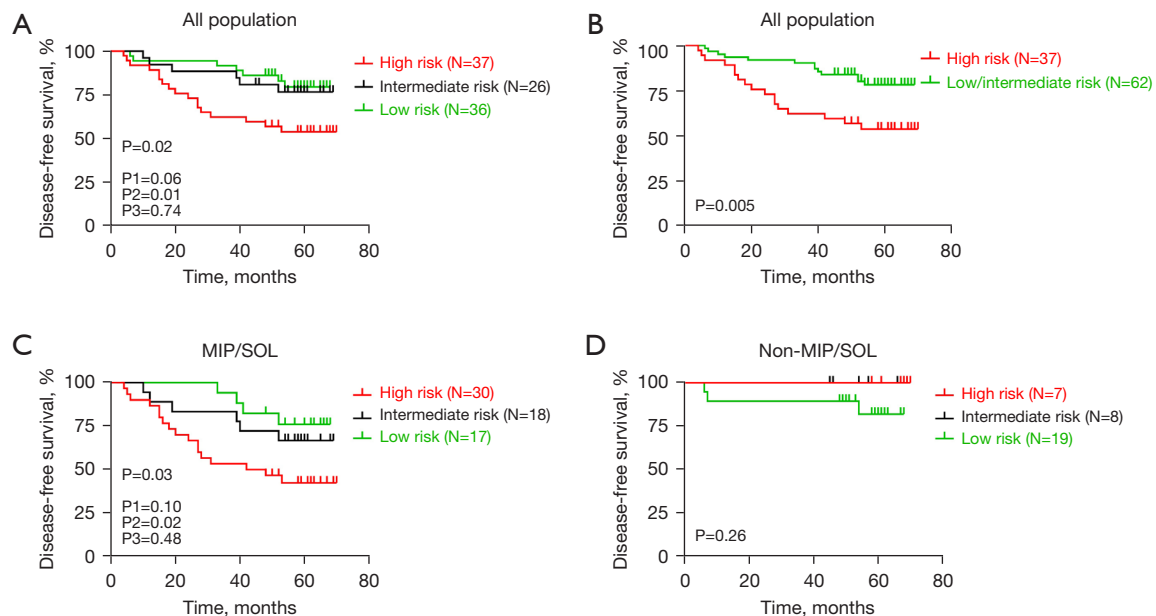 A
All population
Disease-free survival, %
100
75
50
25
0
0 20 40 60 80
Time, months
High risk (N=37)
Intermediate risk (N=26)
Low risk (N=36)
P=0.02
P1=0.06
P2=0.01
P3=0.74
B
All population
Disease-free survival, %
100
75
50
25
0
0 20 40 60 80
Time, months
High risk (N=37)
Low/intermediate risk (N=62)
P=0.005
C
MIP/SOL
Disease-free survival, %
100
75
50
25
0
0 20 40 60 80
Time, months
High risk (N=30)
Intermediate risk (N=18)
Low risk (N=17)
P=0.03
P1=0.10
P2=0.02
P3=0.48
D
Non-MIP/SOL
Disease-free survival, %
100
75
50
25
0
0 20 40 60 80
Time, months
High risk (N=7)
Intermediate risk (N=8)
Low risk (N=19)
P=0.26